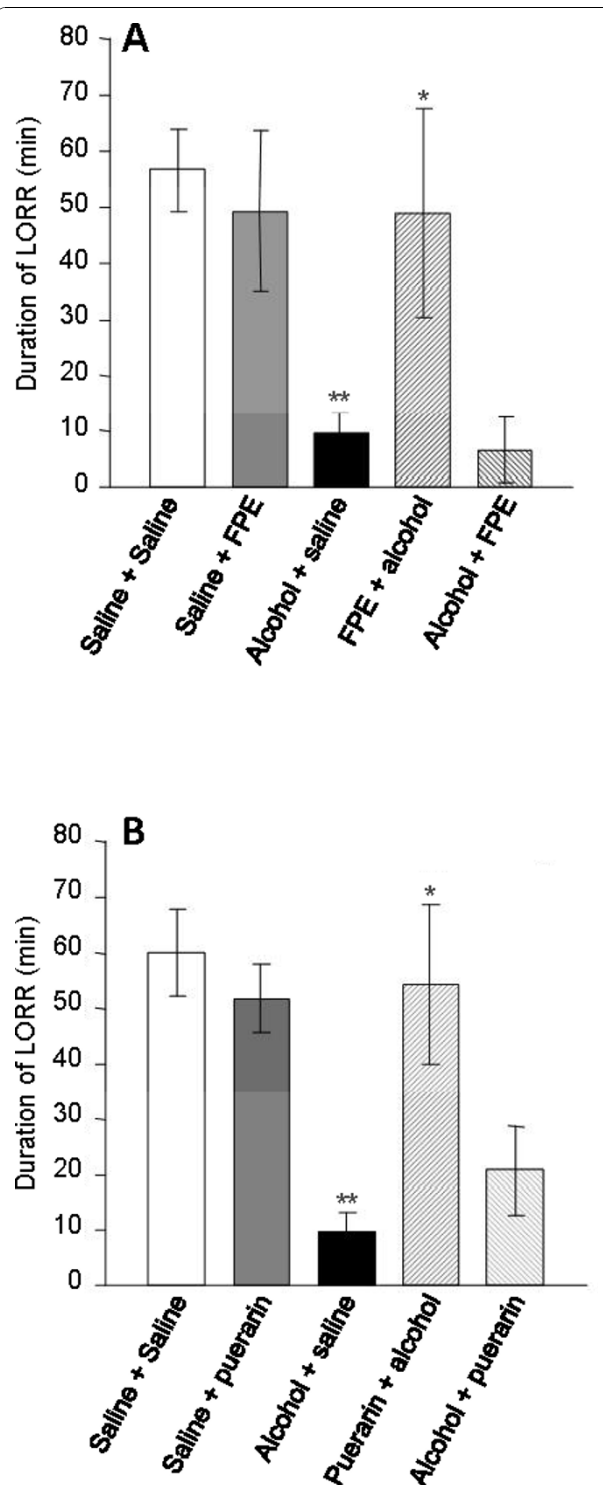 A
80
70
60
50
40
30
20
10
0
Duration of LORR (min)
**
*
Saline + Saline
Saline + FPE
Alcohol + saline
FPE + alcohol
Alcohol + FPE
B
80
70
60
50
40
30
20
10
0
Duration of LORR (min)
**
*
Saline + Saline
Saline + puerarin
Alcohol + saline
Puerarin + alcohol
Alcohol + puerarin